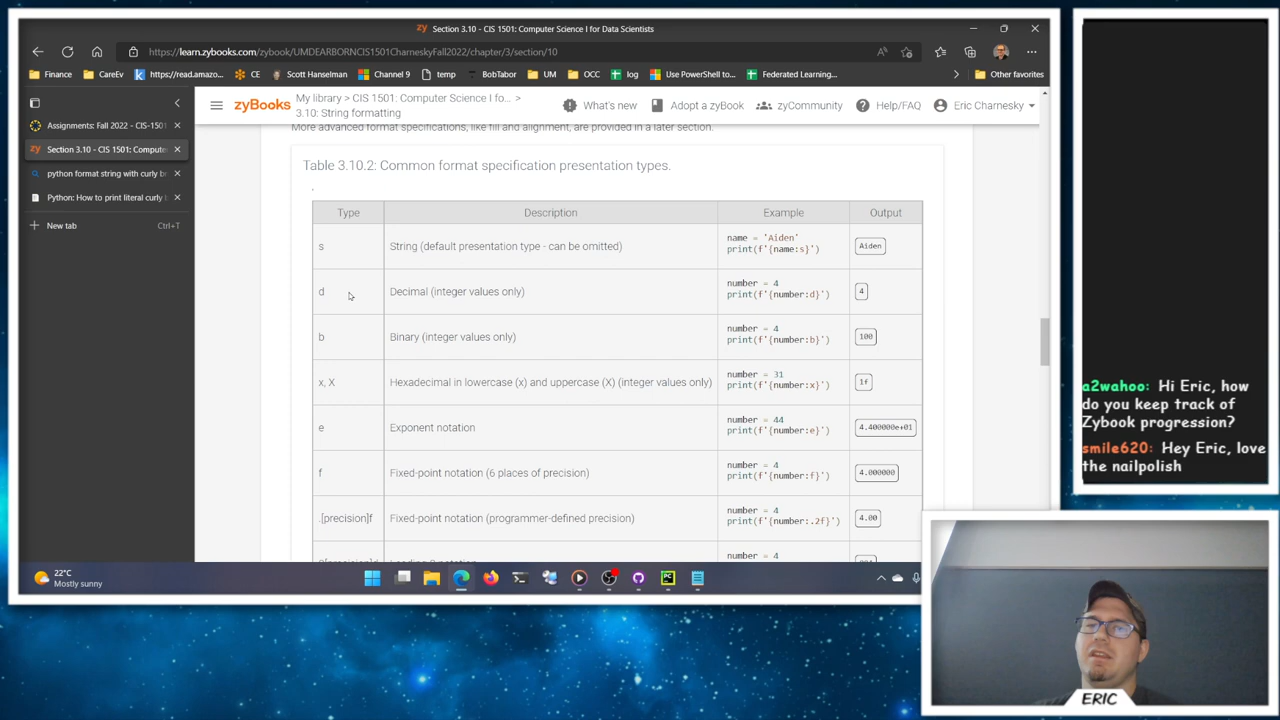 Section 3.10 - CIS 1501: Computer Science I for Data Scientists
https://learn.zybooks.com/zybook/UMDEARBORNCIS1501CharneskyFall2022/chapter/3/section/10
Finance
CareEv
https://read.amazo...
CE
Scott Hanselman
Channel 9
temp
BobTabor
UM
OCC
log
Use PowerShell to...
Federated Learning...
Other favorites
Assignments: Fall 2022 - CIS-150
Section 3.10 - CIS 1501: Compute
python format string with curly b
Python: How to print literal curly
New tab
Ctrl+T
zyBooks
My library > CIS 1501: Computer Science I fo... >
3.10: String formatting
What's new
Adopt a zyBook
zyCommunity
Help/FAQ
Eric Charnesky
More advanced format specifications, like fill and alignment, are provided in a later section.
Table 3.10.2: Common format specification presentation types.
Type Description Example Output
s String (default presentation type - can be omitted)
name = 'Aiden'
print(f'{name:s}')
Aiden
d Decimal (integer values only)
number = 4
print(f'{number:d}')
4
b Binary (integer values only)
number = 4
print(f'{number:b}')
100
x, X Hexadecimal in lowercase (x) and uppercase (X) (integer values only)
number = 31
print(f'{number:x}')
1f
e Exponent notation
number = 44
print(f'{number:e}')
4.400000e+01
f Fixed-point notation (6 places of precision)
number = 4
print(f'{number:f}')
4.000000
.[precision]f Fixed-point notation (programmer-defined precision)
number = 4
print(f'{number:.2f}')
4.00
number = 4
22°C
Mostly sunny
a2wahoo: Hi Eric, how
do you keep track of
Zybook progression?
smile620: Hey Eric, love
the nailpolish
ERIC